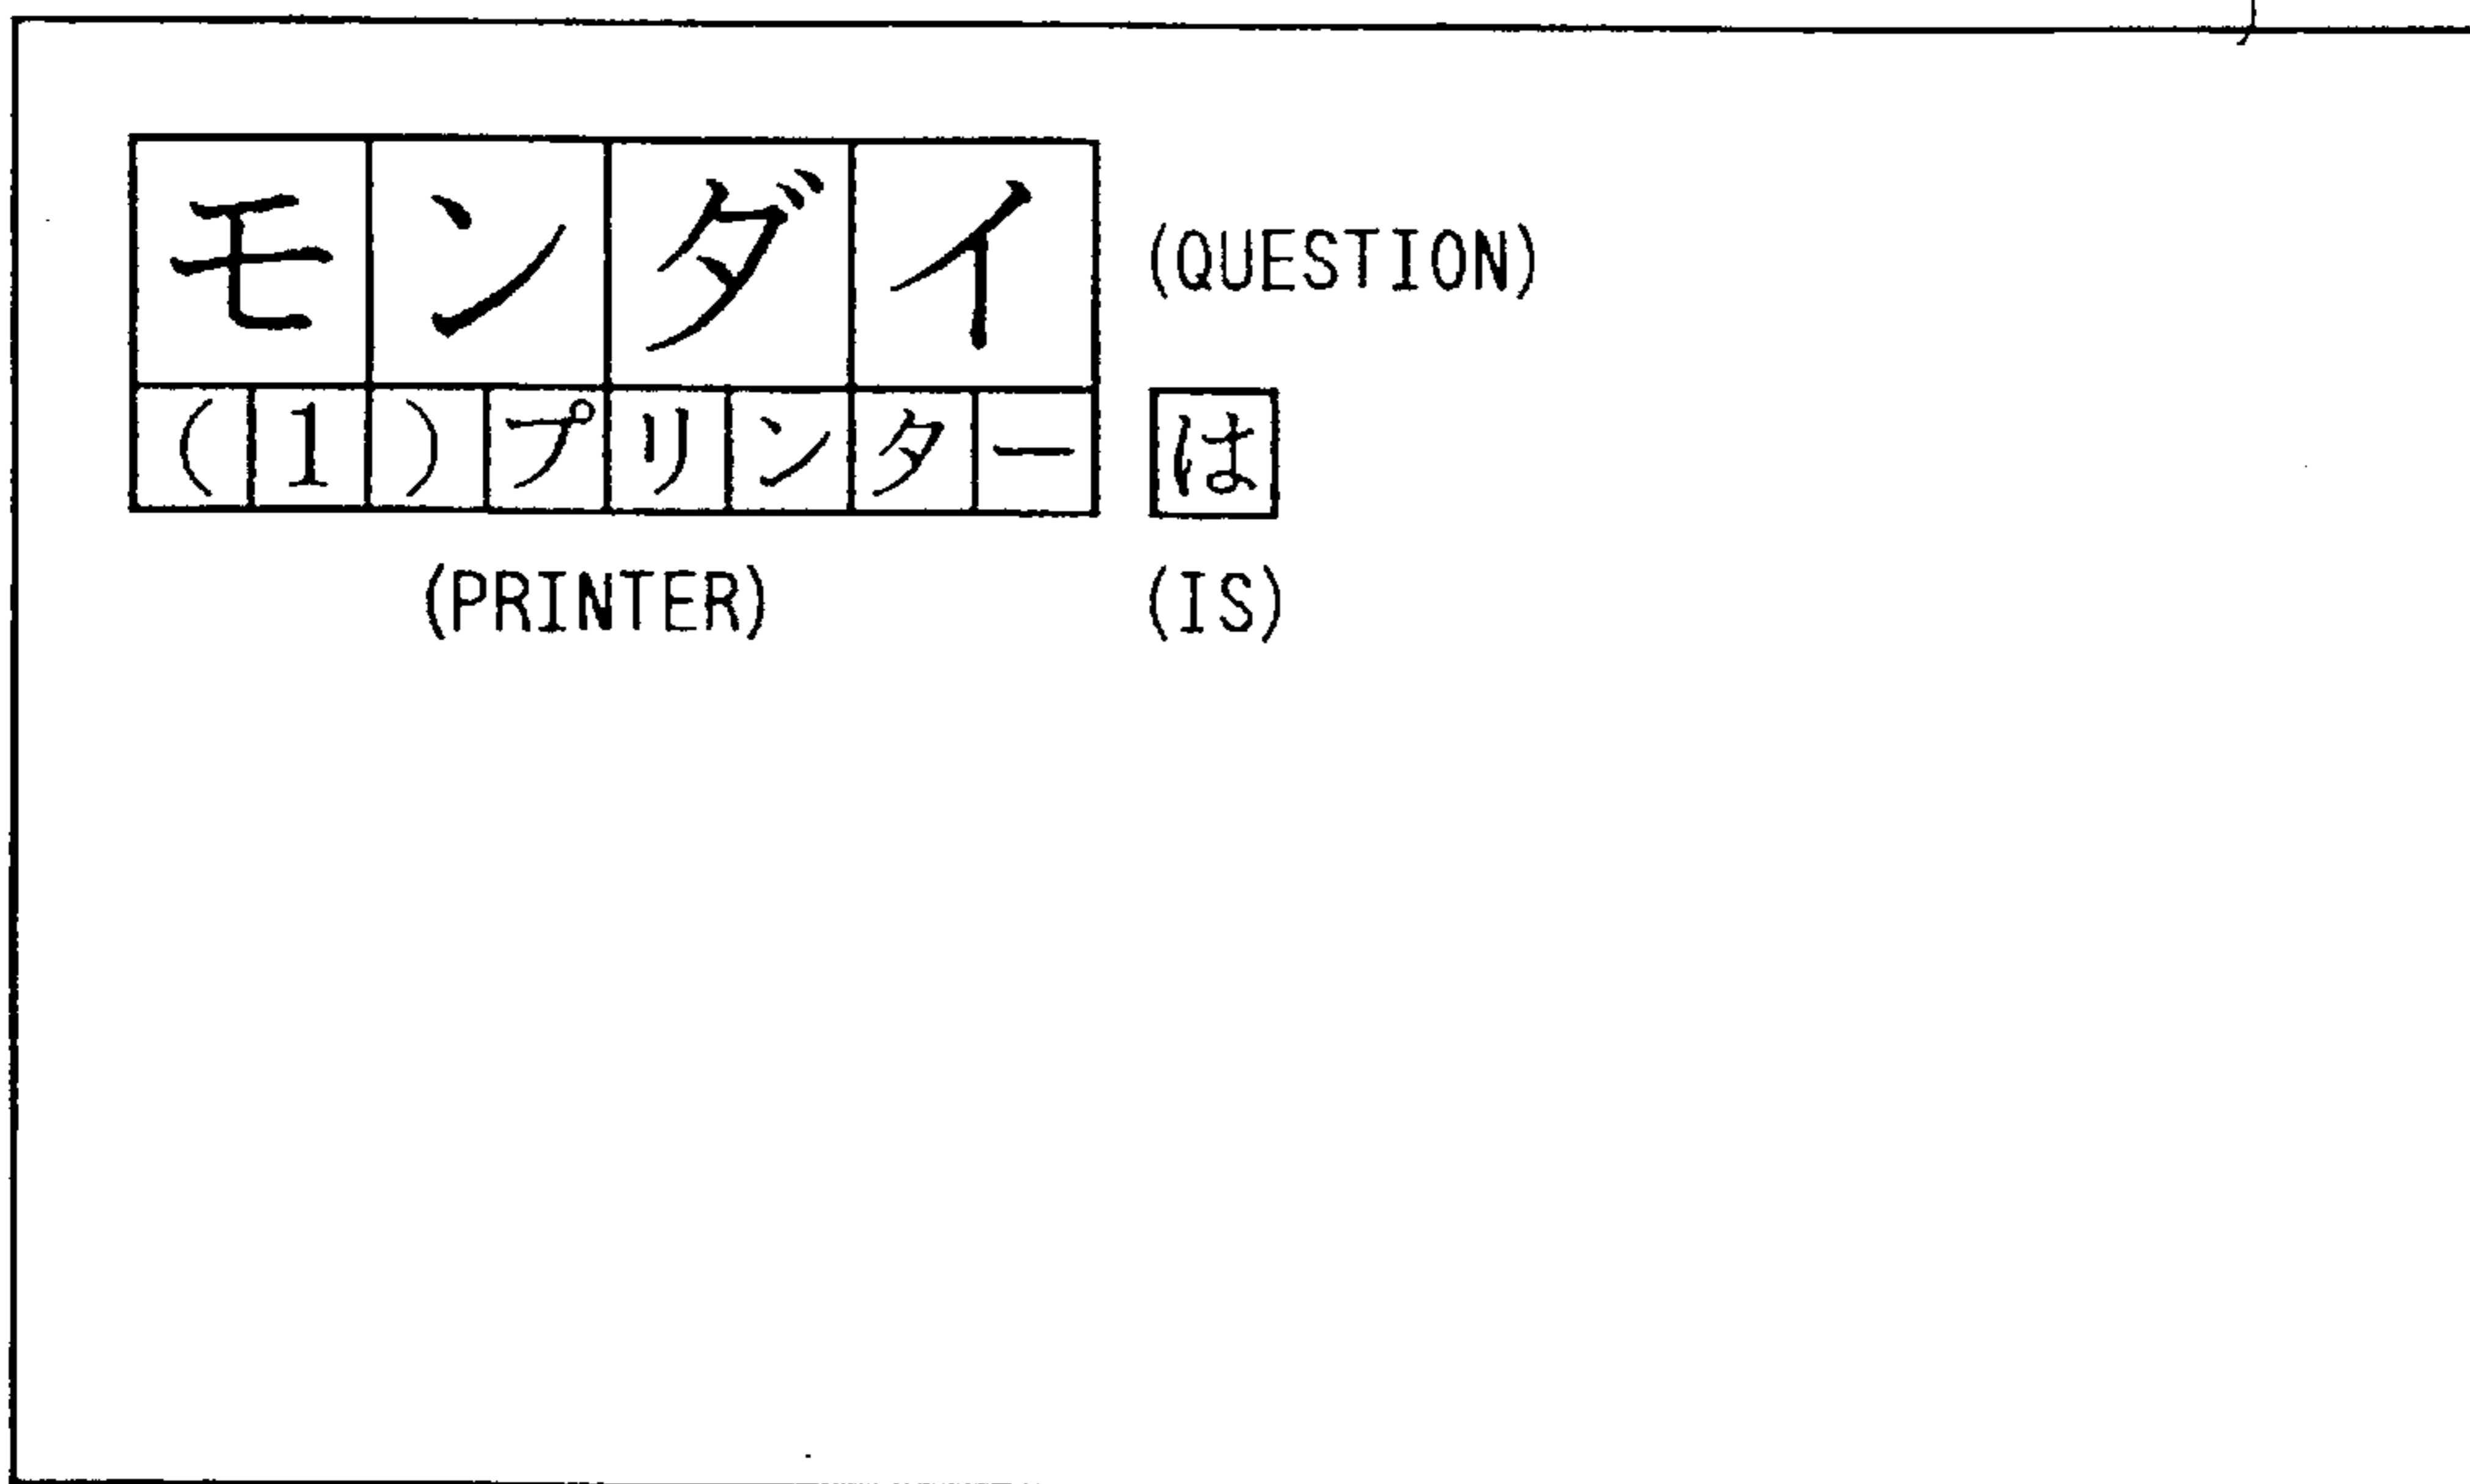 モンダイ (QUESTION)
(1)プリンター は
(PRINTER) (IS)